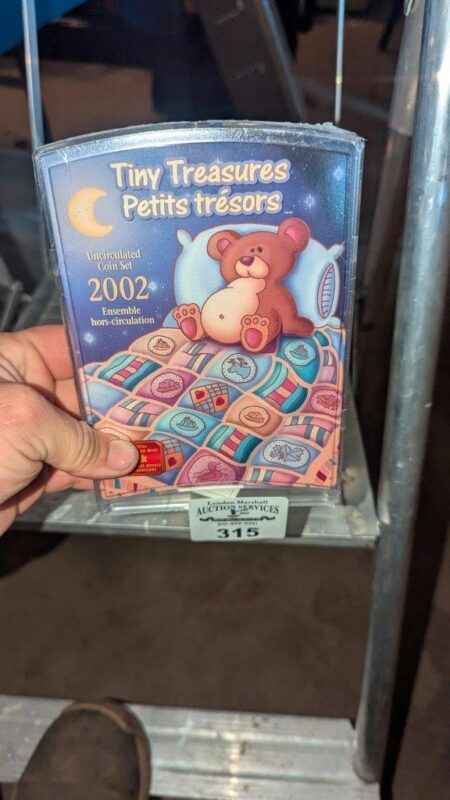 Tiny Treasures
Petits trésors
Uncirculated
Coin Set
2002
Ensemble
hors-circulation
AUCTION SERVICES
315